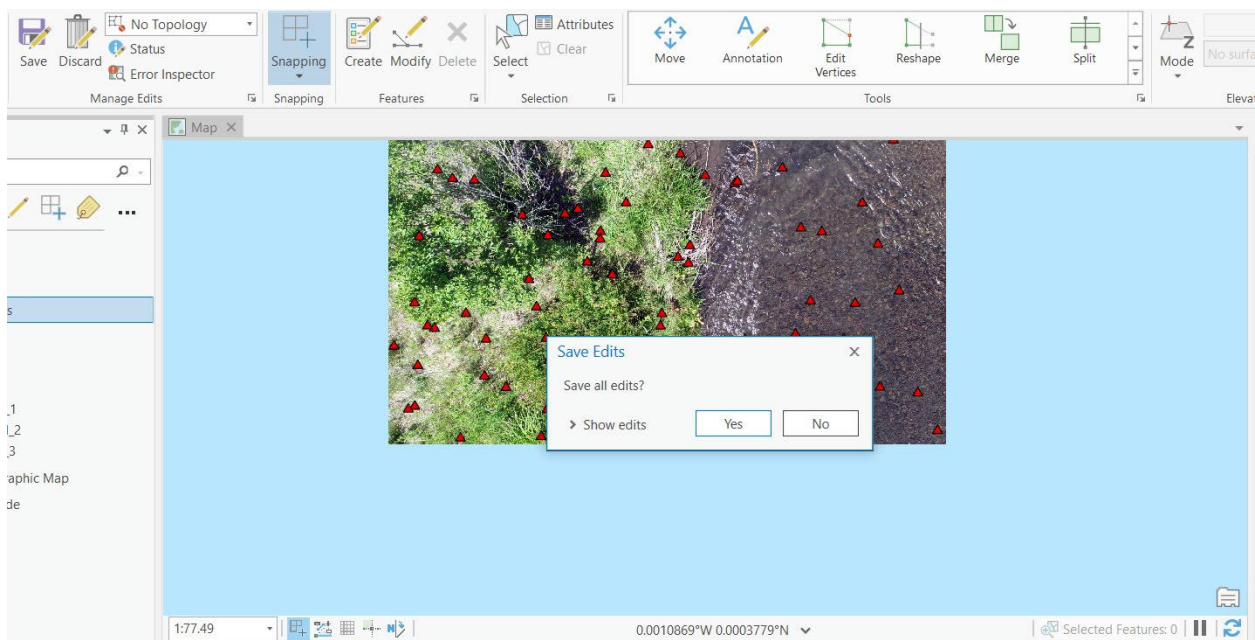 No Topology
Status
Error Inspector
Save Discard
Manage Edits
Snapping
Snapping
Create Modify Delete
Features
Select
Attributes
Clear
Selection
Move
Annotation
Edit
Vertices
Reshape
Merge
Split
Tools
Mode
No surfa
Elevat
Map
s
_1
_2
_3
raphic Map
de
Save Edits
Save all edits?
Show edits
Yes
No
1:77.49
0.0010869°W 0.0003779°N
Selected Features: 0